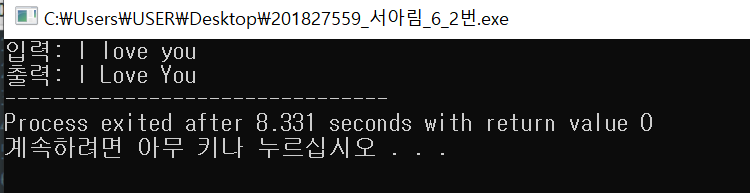 C:₩Users₩USER₩Desktop₩201827559_서아림_6_2번.exe
입력: I love you
출력: I Love You
--------------------------------
Process exited after 8.331 seconds with return value 0
계속하려면 아무 키나 누르십시오 . . .